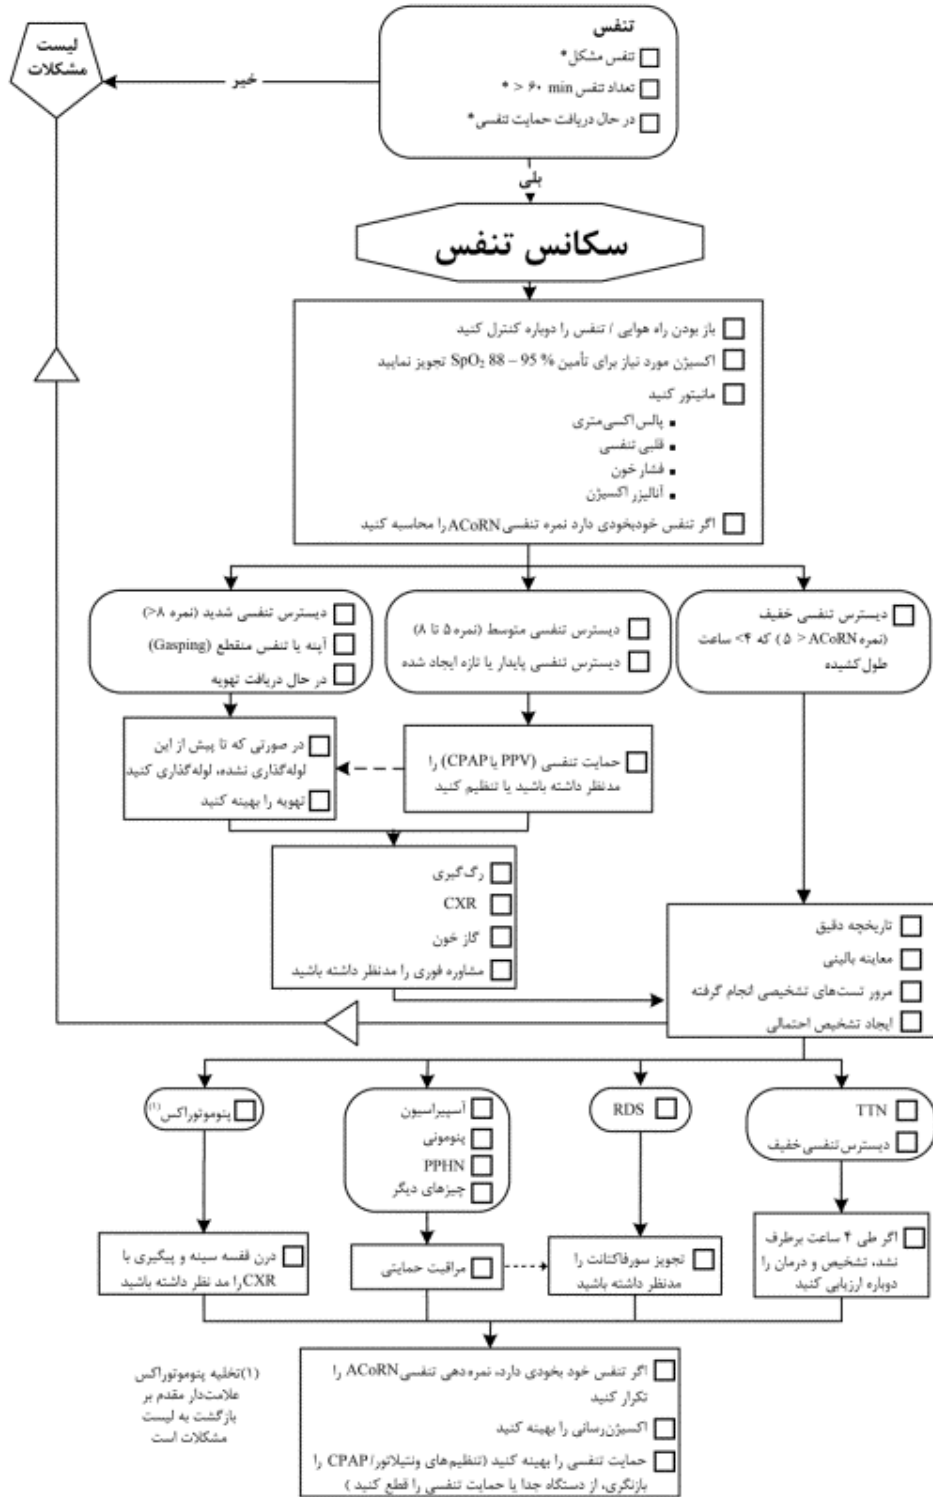 تنفس
تنفس مشکل*
تعداد تنفس ۶۰ < min *
در حال دریافت حمایت تنفسی*
خیر
لیست
مشکلات
بلی
سکانس تنفس
باز بودن راه هوایی / تنفس را دوباره کنترل کنید
اکسیژن مورد نیاز برای تأمین SpO₂ 88 – 95 % تجویز نمایید
مانیتور کنید
▪ پالس اکسی‌متری
▪ قلبی تنفسی
▪ فشار خون
▪ آنالیزر اکسیژن
اگر تنفس خودبخودی دارد نمره تنفسی ACoRN را محاسبه کنید
دیسترس تنفسی خفیف
(نمره ACoRN < ۵) که ۴> ساعت
طول کشیده
دیسترس تنفسی متوسط (نمره ۵ تا ۸)
دیسترس تنفسی پایدار یا تازه ایجاد شده
دیسترس تنفسی شدید (نمره ۸<)
آپنه یا تنفس منقطع (Gasping)
در حال دریافت تهویه
حمایت تنفسی (CPAP یا PPV) را
مدنظر داشته باشید یا تنظیم کنید
در صورتی که تا پیش از این
لوله‌گذاری نشده، لوله‌گذاری کنید
تهویه را بهینه کنید
رگ‌گیری
CXR
گاز خون
مشاوره فوری را مدنظر داشته باشید
تاریخچه دقیق
معاینه بالینی
مرور تست‌های تشخیصی انجام گرفته
ایجاد تشخیص احتمالی
TTN
دیسترس تنفسی خفیف
RDS
آسپیراسیون
پنومونی
PPHN
چیزهای دیگر
پنوموتوراکس(۱)
اگر طی ۴ ساعت برطرف
نشد، تشخیص و درمان را
دوباره ارزیابی کنید
تجویز سورفاکتانت را
مدنظر داشته باشید
مراقبت حمایتی
درن قفسه سینه و پیگیری با
CXR را مد نظر داشته باشید
اگر تنفس خود بخودی دارد، نمره‌دهی تنفسی ACoRN را
تکرار کنید
اکسیژن‌رسانی را بهینه کنید
حمایت تنفسی را بهینه کنید (تنظیم‌های ونتیلاتور/CPAP را
بازنگری، از دستگاه جدا یا حمایت تنفسی را قطع کنید )
(۱)تخلیه پنوموتوراکس
علامت‌دار مقدم بر
بازگشت به لیست
مشکلات است